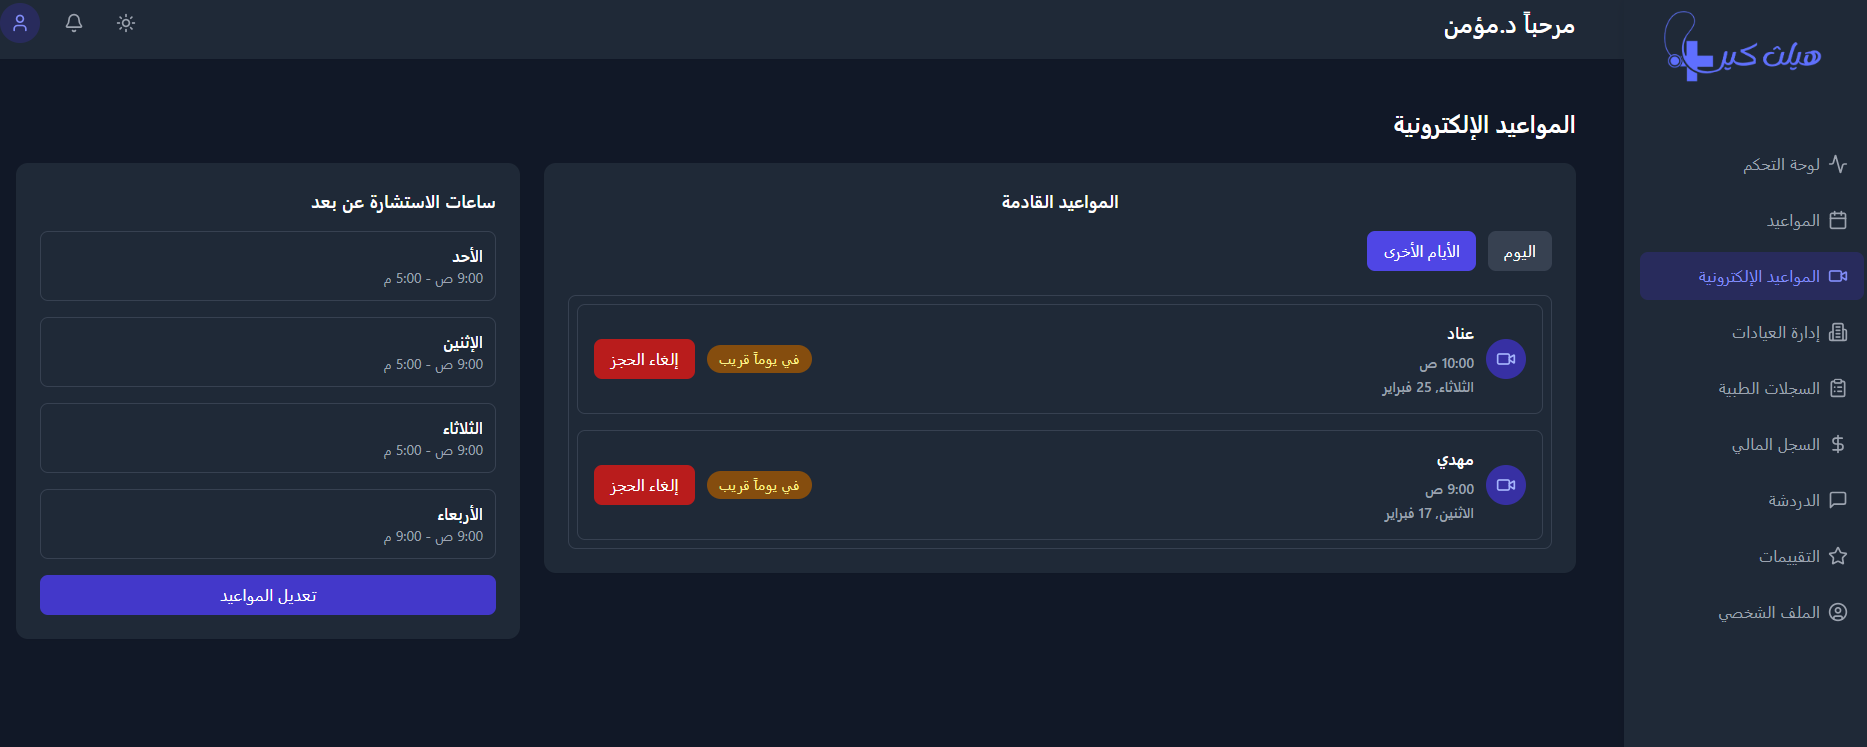 هيلث كير
مرحباً د.مؤمن
لوحة التحكم
المواعيد
المواعيد الإلكترونية
إدارة العيادات
السجلات الطبية
السجل المالي
الدردشة
التقييمات
الملف الشخصي
المواعيد الإلكترونية
المواعيد القادمة
اليوم
الأيام الأخرى
عناد
10:00 ص
الثلاثاء, 25 فبراير
في يوماً قريب
إلغاء الحجز
مهدي
9:00 ص
الاثنين, 17 فبراير
في يوماً قريب
إلغاء الحجز
ساعات الاستشارة عن بعد
الأحد
9:00 ص - 5:00 م
الإثنين
9:00 ص - 5:00 م
الثلاثاء
9:00 ص - 5:00 م
الأربعاء
9:00 ص - 9:00 م
تعديل المواعيد